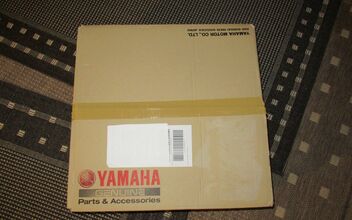 YAMAHA MOTOR CO., LTD.
YAMAHA
GENUINE
Parts & Accessories